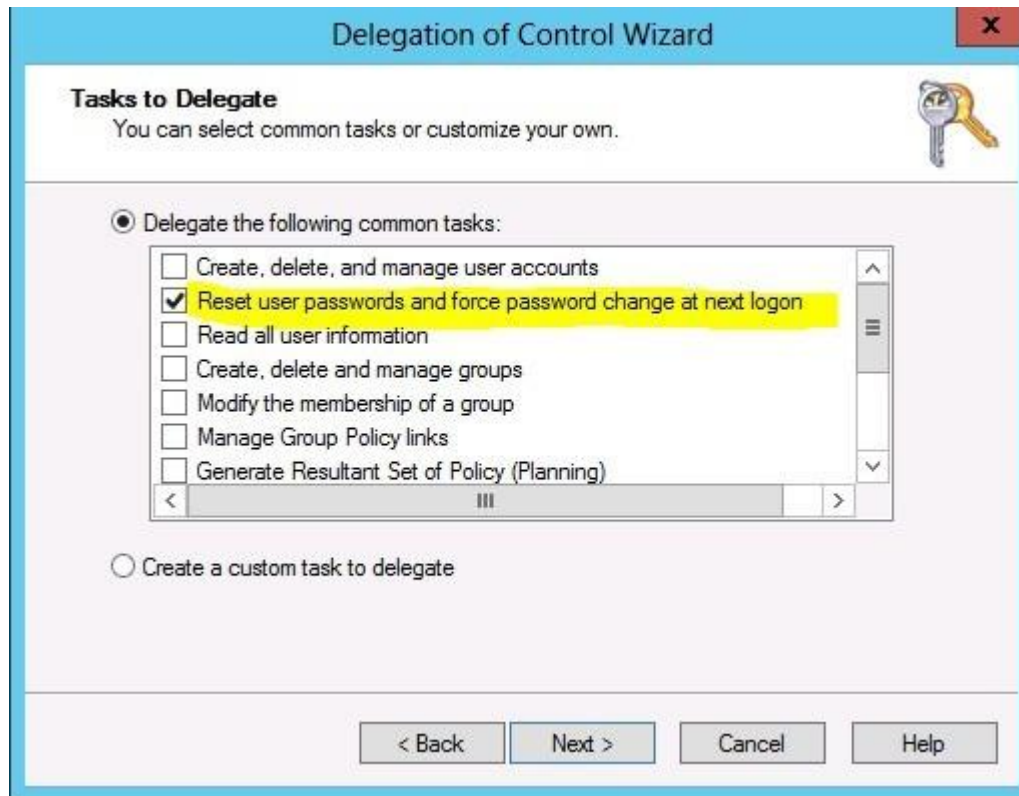 Delegation of Control Wizard
x
Tasks to Delegate
You can select common tasks or customize your own.
Delegate the following common tasks:
Create, delete, and manage user accounts
Reset user passwords and force password change at next logon
Read all user information
Create, delete and manage groups
Modify the membership of a group
Manage Group Policy links
Generate Resultant Set of Policy (Planning)
Create a custom task to delegate
< Back Next > Cancel Help